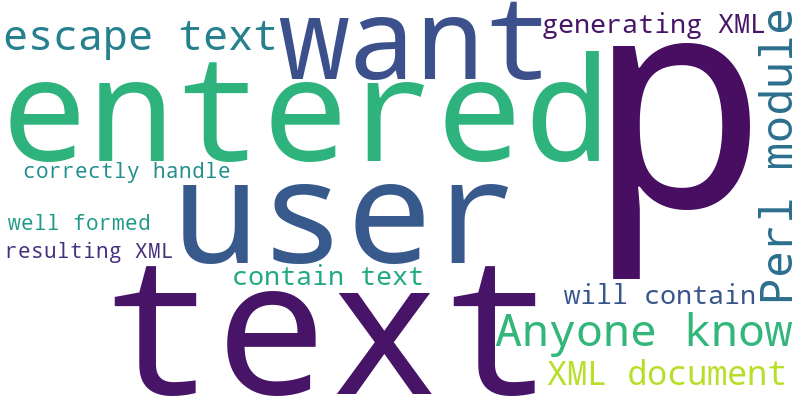 escape text
want
generating XML
entered
p
Perl module
correctly handle
user
well formed
resulting XML
contain text
text
will contain
Anyone know
XML document